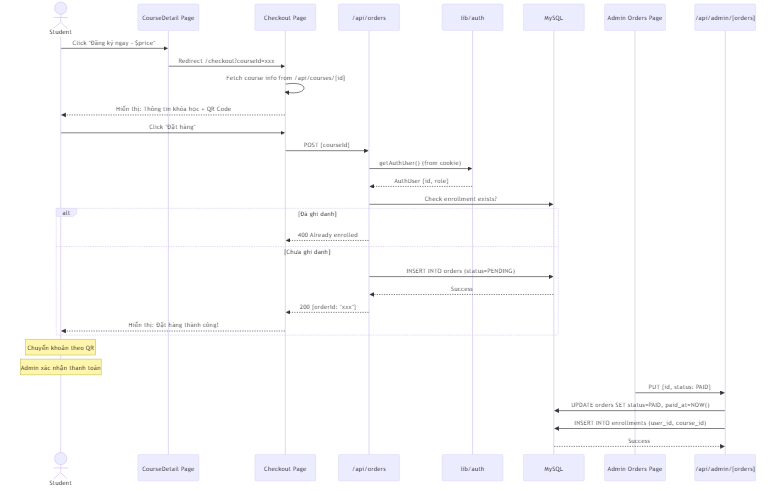 CourseDetail Page
Checkout Page
/api/orders
lib/auth
MySQL
Admin Orders Page
/api/admin/[orders]
Student
Click "Đăng ký ngay - $price"
Redirect /checkout?courseId=xxx
Fetch course info from /api/courses/[id]
Hiển thị: Thông tin khóa học + QR Code
Click "Đặt hàng"
POST {courseId}
getAuthUser() (from cookie)
AuthUser {id, role}
Check enrollment exists?
alt
[Đã ghi danh]
400 Already enrolled
[Chưa ghi danh]
INSERT INTO orders (status=PENDING)
Success
200 {orderId: "xxx"}
Hiển thị: Đặt hàng thành công!
Chuyển khoản theo QR
Admin xác nhận thanh toán
PUT {id, status: PAID}
UPDATE orders SET status=PAID, paid_at=NOW()
INSERT INTO enrollments (user_id, course_id)
Success
CourseDetail Page
Checkout Page
/api/orders
lib/auth
MySQL
Admin Orders Page
/api/admin/[orders]
Student